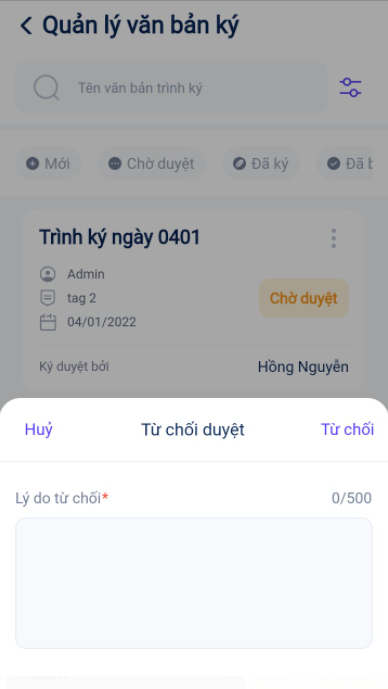 Quản lý văn bản ký
Tên văn bản trình ký
Mới
Chờ duyệt
Đã ký
Đã
Trình ký ngày 0401
Admin
tag 2
Chờ duyệt
04/01/2022
Ký duyệt bởi
Hồng Nguyễn
Huỷ
Từ chối duyệt
Từ chối
Lý do từ chối*
0/500